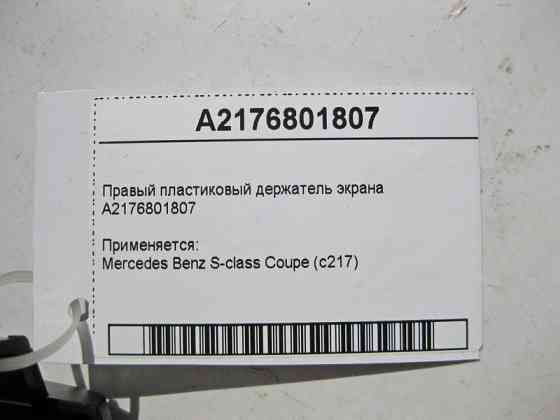 A2176801807
Правый пластиковый держатель экрана
A2176801807
Применяется:
Mercedes Benz S-class Coupe (c217)